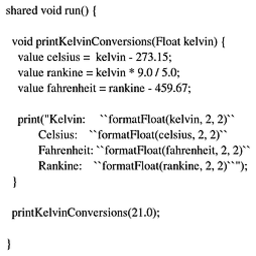 shared void run() {
void printKelvinConversions(Float kelvin) {
value celsius = kelvin - 273.15;
value rankine = kelvin * 9.0 / 5.0;
value fahrenheit = rankine - 459.67;
print("Kelvin: ``formatFloat(kelvin, 2, 2)``
Celsius: ``formatFloat(celsius, 2, 2)``
Fahrenheit: ``formatFloat(fahrenheit, 2, 2)``
Rankine: ``formatFloat(rankine, 2, 2)``");
}
printKelvinConversions(21.0);
}